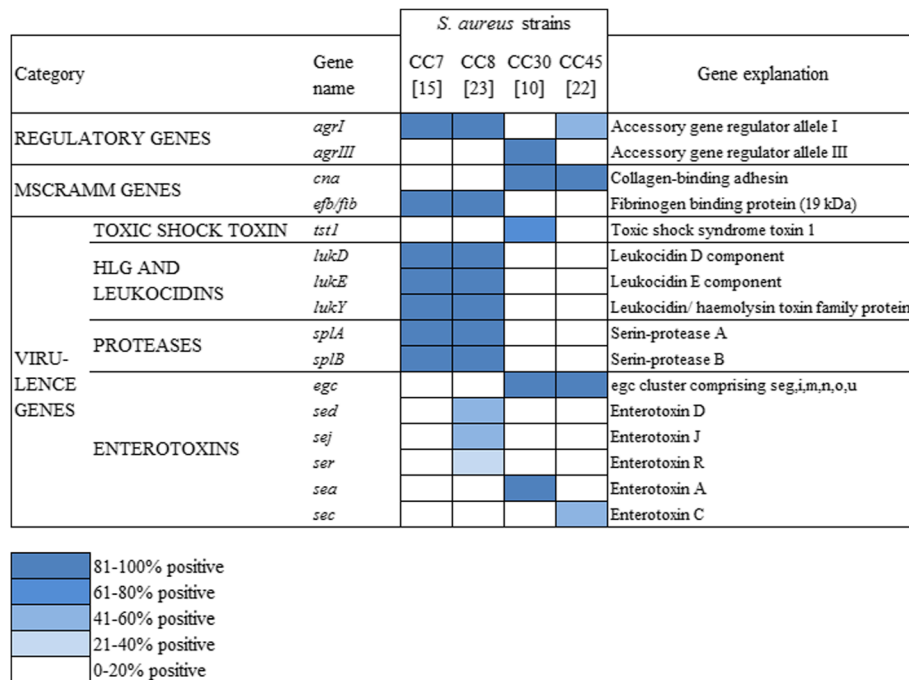 S. aureus strains
Category Gene name CC7 [15] CC8 [23] CC30 [10] CC45 [22] Gene explanation
REGULATORY GENES agrI Accessory gene regulator allele I
agrIII Accessory gene regulator allele III
MSCRAMM GENES cna Collagen-binding adhesin
efb/fib Fibrinogen binding protein (19 kDa)
VIRU-LENCE GENES
TOXIC SHOCK TOXIN tst1 Toxic shock syndrome toxin 1
HLG AND LEUKOCIDINS
lukD Leukocidin D component
lukE Leukocidin E component
lukY Leukocidin/ haemolysin toxin family protein
PROTEASES
splA Serin-protease A
splB Serin-protease B
ENTEROTOXINS
egc egc cluster comprising seg,i,m,n,o,u
sed Enterotoxin D
sej Enterotoxin J
ser Enterotoxin R
sea Enterotoxin A
sec Enterotoxin C
81-100% positive
61-80% positive
41-60% positive
21-40% positive
0-20% positive